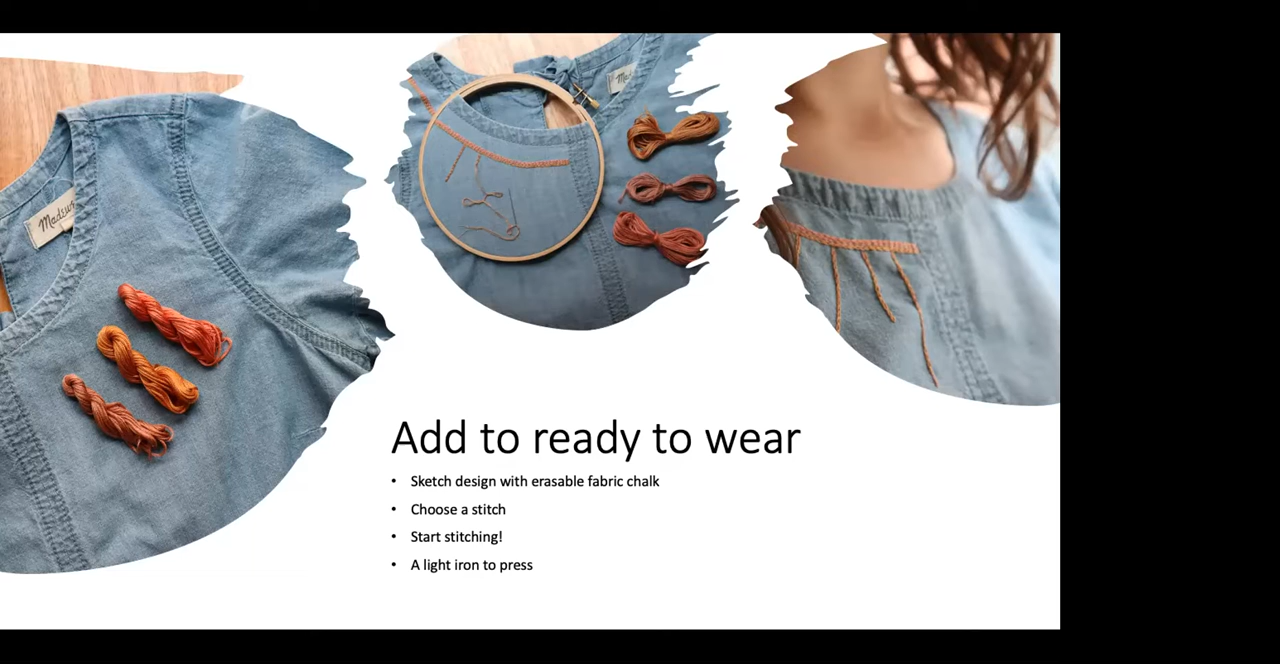 Add to ready to wear
• Sketch design with erasable fabric chalk
• Choose a stitch
• Start stitching!
• A light iron to press